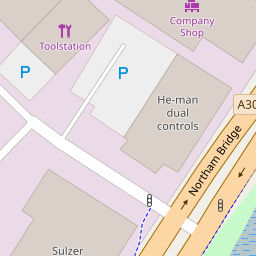 Company
Shop
Toolstation
P
P
A30
He-man
dual
controls
Northam Bridge
Sulzer